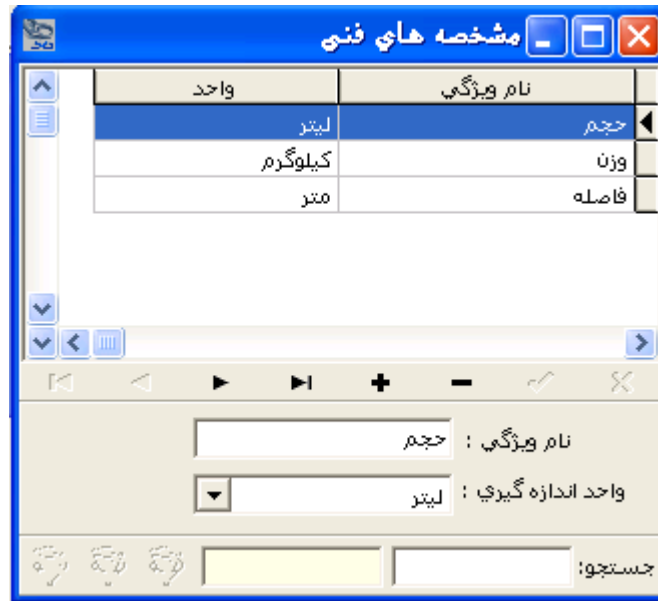 مشخصه هاي فني
نام ويژگي واحد
حجم ليتر
وزن كيلوگرم
فاصله متر
نام ويژگي : حجم
واحد اندازه گيري : ليتر
جستجو: